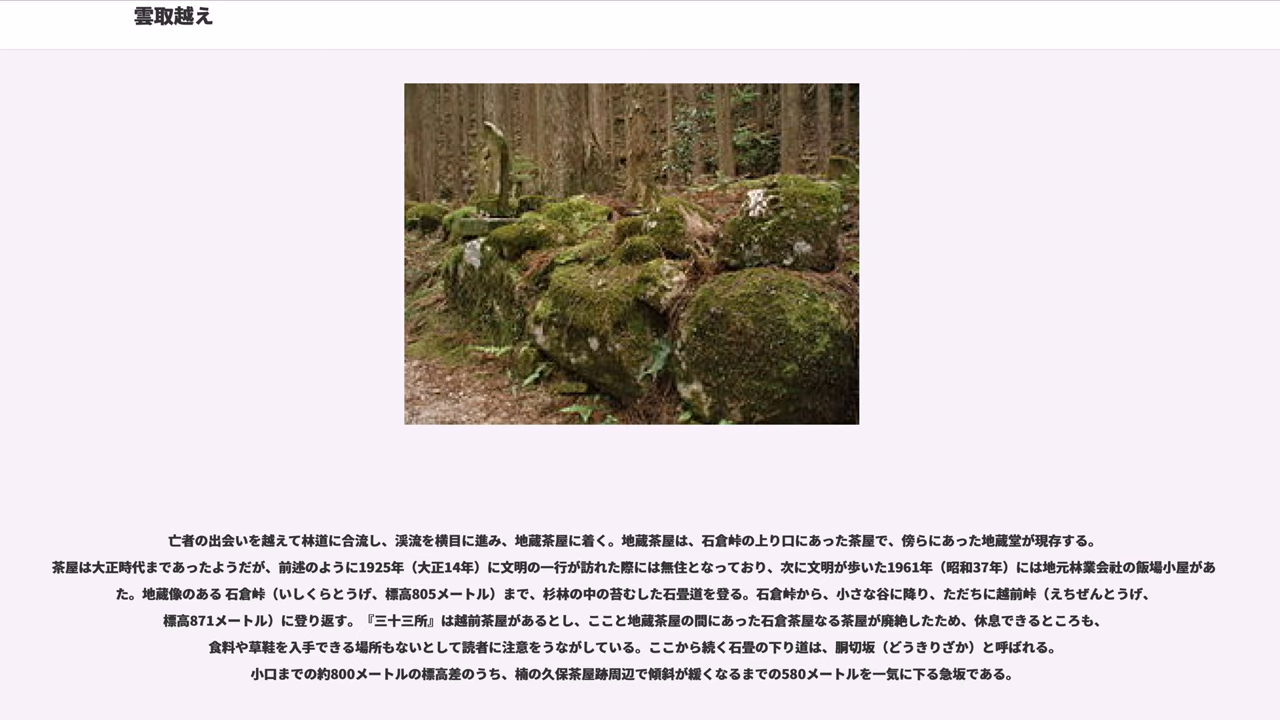 雲取越え
亡者の出会いを越えて林道に合流し、渓流を横目に進み、地蔵茶屋に着く。地蔵茶屋は、石倉峠の上り口にあった茶屋で、傍らにあった地蔵堂が現存する。
茶屋は大正時代まであったようだが、前述のように1925年（大正14年）に文明の一行が訪れた際には無住となっており、次に文明が歩いた1961年（昭和37年）には地元林業会社の飯場小屋があ
た。地蔵像のある 石倉峠（いしくらとうげ、標高805メートル）まで、杉林の中の苔むした石畳道を登る。石倉峠から、小さな谷に降り、ただちに越前峠（えちぜんとうげ、
標高871メートル）に登り返す。『三十三所』は越前茶屋があるとし、ここと地蔵茶屋の間にあった石倉茶屋なる茶屋が廃絶したため、休息できるところも、
食料や草鞋を入手できる場所もないとして読者に注意をうながしている。ここから続く石畳の下り道は、胴切坂（どうきりざか）と呼ばれる。
小口までの約800メートルの標高差のうち、楠の久保茶屋跡周辺で傾斜が緩くなるまでの580メートルを一気に下る急坂である。